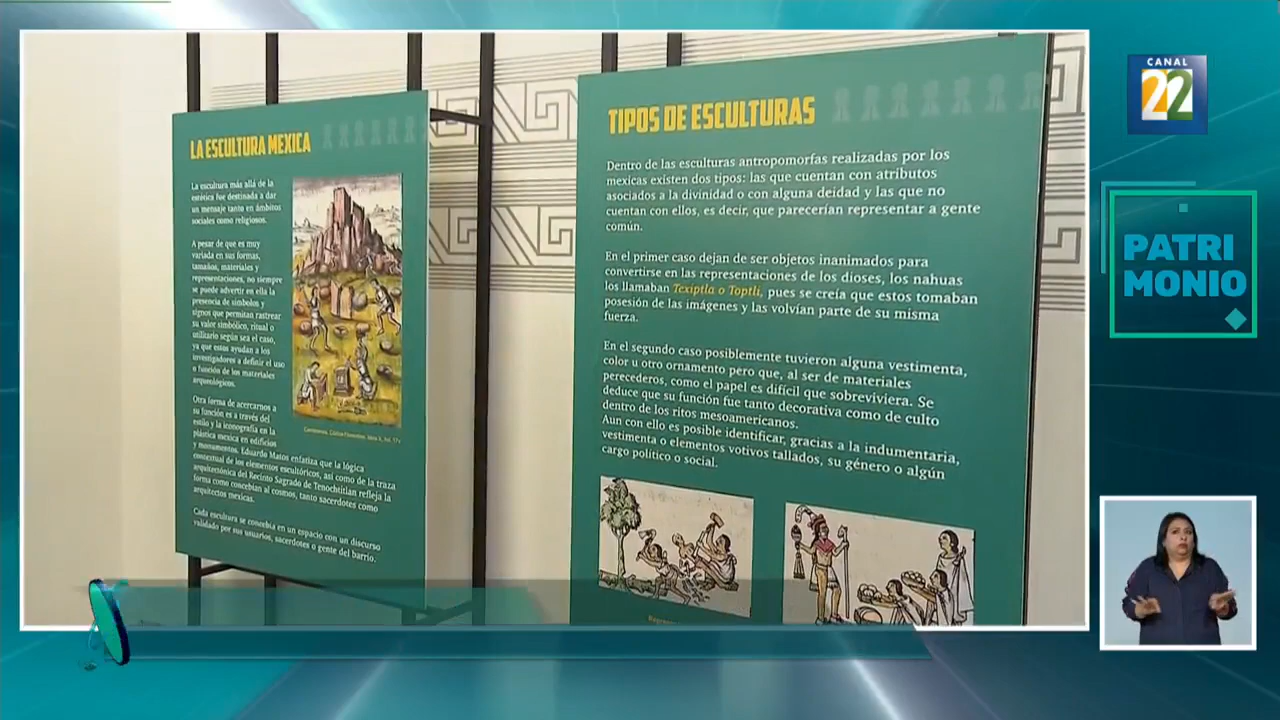 CANAL
22
PATRI
MONIO
LA ESCULTURA MEXICA
La escultura más allá de la
estética fue destinada a dar
un mensaje tanto en ámbitos
sociales como religiosos.
A pesar de que es muy
variada en sus formas,
tamaños, materiales y
representaciones, no siempre
se puede advertir en ella la
presencia de símbolos y
signos que permitan rastrear
su valor simbólico, ritual o
utilitario según sea el caso,
ya que estos ayudan a los
investigadores a definir el uso
o función de los materiales
arqueológicos.
Otra forma de acercarnos a
su función es a través del
estilo y la iconografía en la
plástica mexica en edificios
y monumentos. Eduardo Matos enfatiza que la lógica
contextual de los elementos escultóricos, así como de la traza
arquitectónica del Recinto Sagrado de Tenochtitlan refleja la
forma como concebían al cosmos, tanto sacerdotes como
arquitectos mexicas.
Cada escultura se concebía en un espacio con un discurso
validado por sus usuarios, sacerdotes o gente del barrio.
TIPOS DE ESCULTURAS
Dentro de las esculturas antropomorfas realizadas por los
mexicas existen dos tipos: las que cuentan con atributos
asociados a la divinidad o con alguna deidad y las que no
cuentan con ellos, es decir, que parecerían representar a gente
común.
En el primer caso dejan de ser objetos inanimados para
convertirse en las representaciones de los dioses, los nahuas
los llamaban Texiptla o Toptli, pues se creía que estos tomaban
posesión de las imágenes y las volvían parte de su misma
fuerza.
En el segundo caso posiblemente tuvieron alguna vestimenta,
color u otro ornamento pero que, al ser de materiales
perecederos, como el papel es difícil que sobreviviera. Se
deduce que su función fue tanto decorativa como de culto
dentro de los ritos mesoamericanos.
Aun con ello es posible identificar, gracias a la indumentaria,
vestimenta o elementos votivos tallados, su género o algún
cargo político o social.